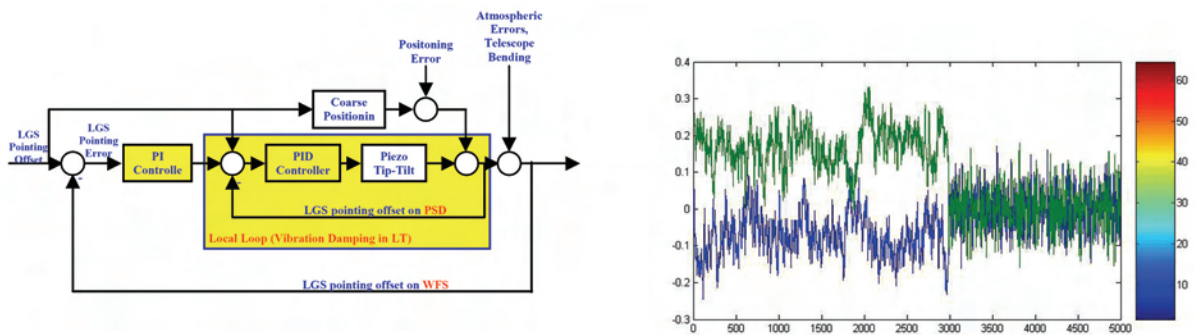 Atmospheric
Errors,
Telescope
Bending
Positoning
Error
Coarse
Positionin
LGS
Pointing
Offset
LGS
Pointing
Error
PI
Controlle
PID
Controller
Piezo
Tip-Tilt
-
-
LGS pointing offset on PSD
Local Loop (Vibration Damping in LT)
LGS pointing offset on WFS
0.4
0.3
0.2
0.1
0
-0.1
-0.2
-0.3
0 500 1000 1500 2000 2500 3000 3500 4000 4500 5000
60
50
40
30
20
10